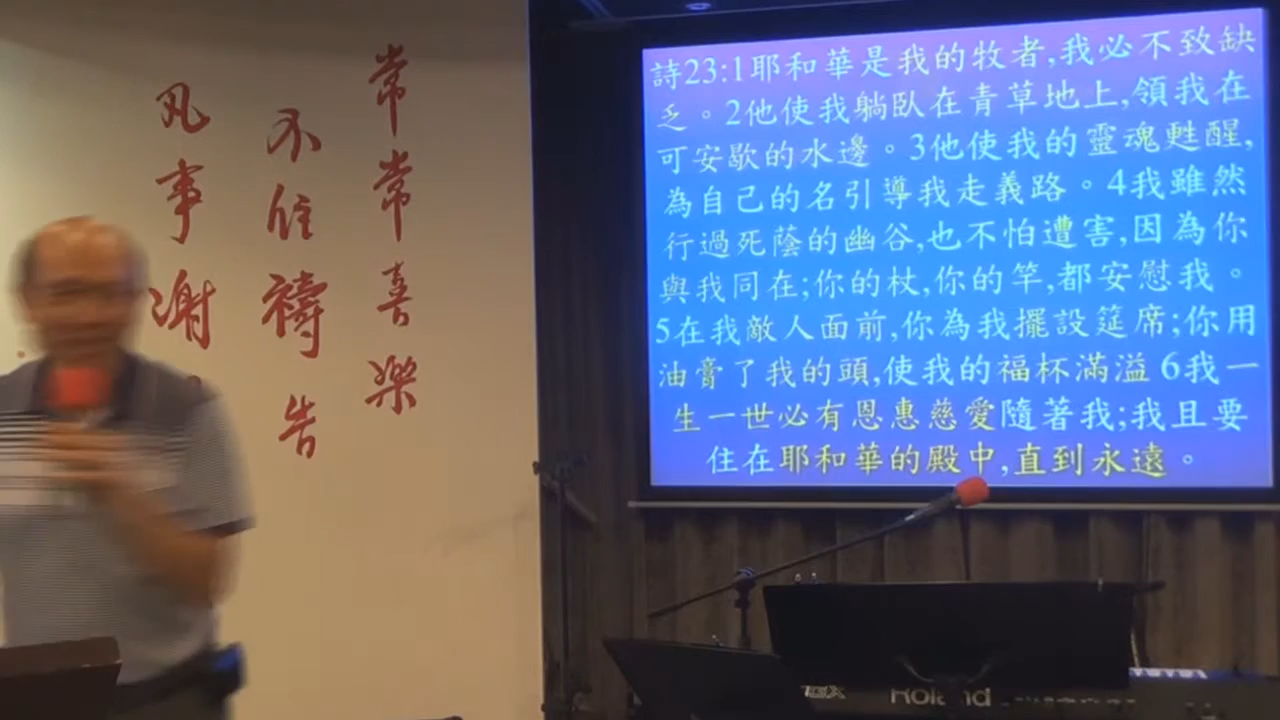 常常喜樂
不住禱告
凡事谢
詩23:1耶和華是我的牧者,我必不致缺
乏。2他使我躺臥在青草地上,領我在
可安歇的水邊。3他使我的靈魂甦醒,
為自己的名引導我走義路。4我雖然
行過死蔭的幽谷,也不怕遭害,因為你
與我同在;你的杖,你的竿,都安慰我。
5在我敵人面前,你為我擺設筵席;你用
油膏了我的頭,使我的福杯滿溢6我一
生一世必有恩惠慈愛隨著我;我且要
住在耶和華的殿中,直到永遠。
Roland